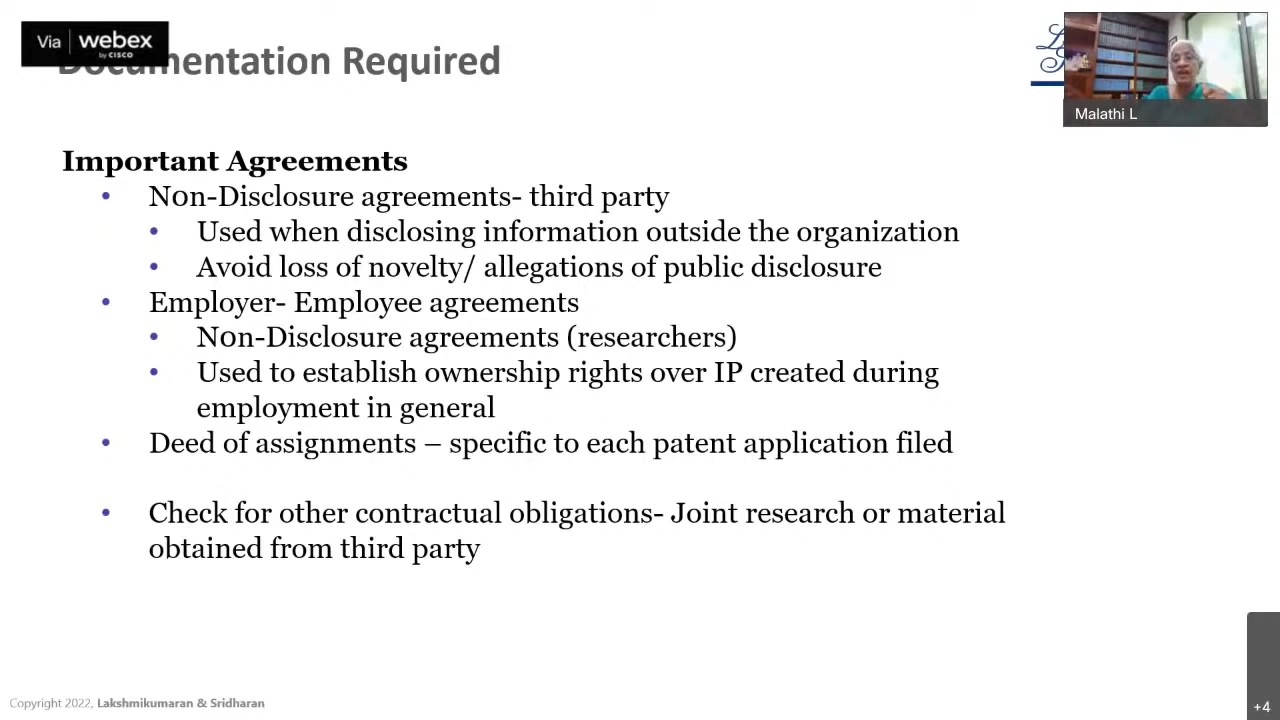 Via webex
by CISCO
Documentation Required
Malathi L
Important Agreements
• Non-Disclosure agreements- third party
• Used when disclosing information outside the organization
• Avoid loss of novelty/ allegations of public disclosure
• Employer- Employee agreements
• Non-Disclosure agreements (researchers)
• Used to establish ownership rights over IP created during
employment in general
• Deed of assignments – specific to each patent application filed
• Check for other contractual obligations- Joint research or material
obtained from third party
Copyright 2022, Lakshmikumaran & Sridharan
+4